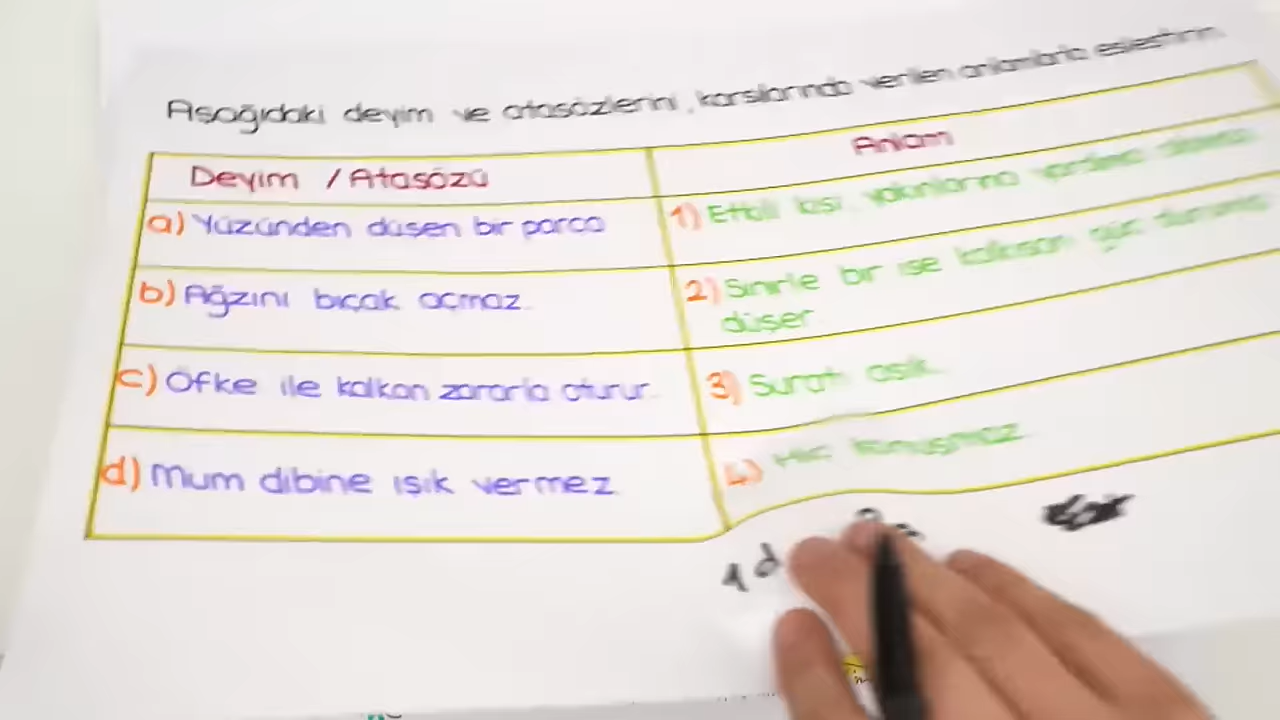 Aşağıdaki deyim ve atasözlerini, karşılarında verilen anlamlarla eşleştirin.
Deyim / Atasözü
Anlam
a) Yüzünden düşen bir parça
1) Etkili kişi, yakınlarına yardımcı
b) Ağzını bıçak açmaz.
2) Sinirle bir işe kalkışan güç duruma
düşer
c) Öfke ile kalkan zararla oturur.
3) Suratı asık.
d) Mum dibine ışık vermez
4) Hiç konuşmaz.
1 d